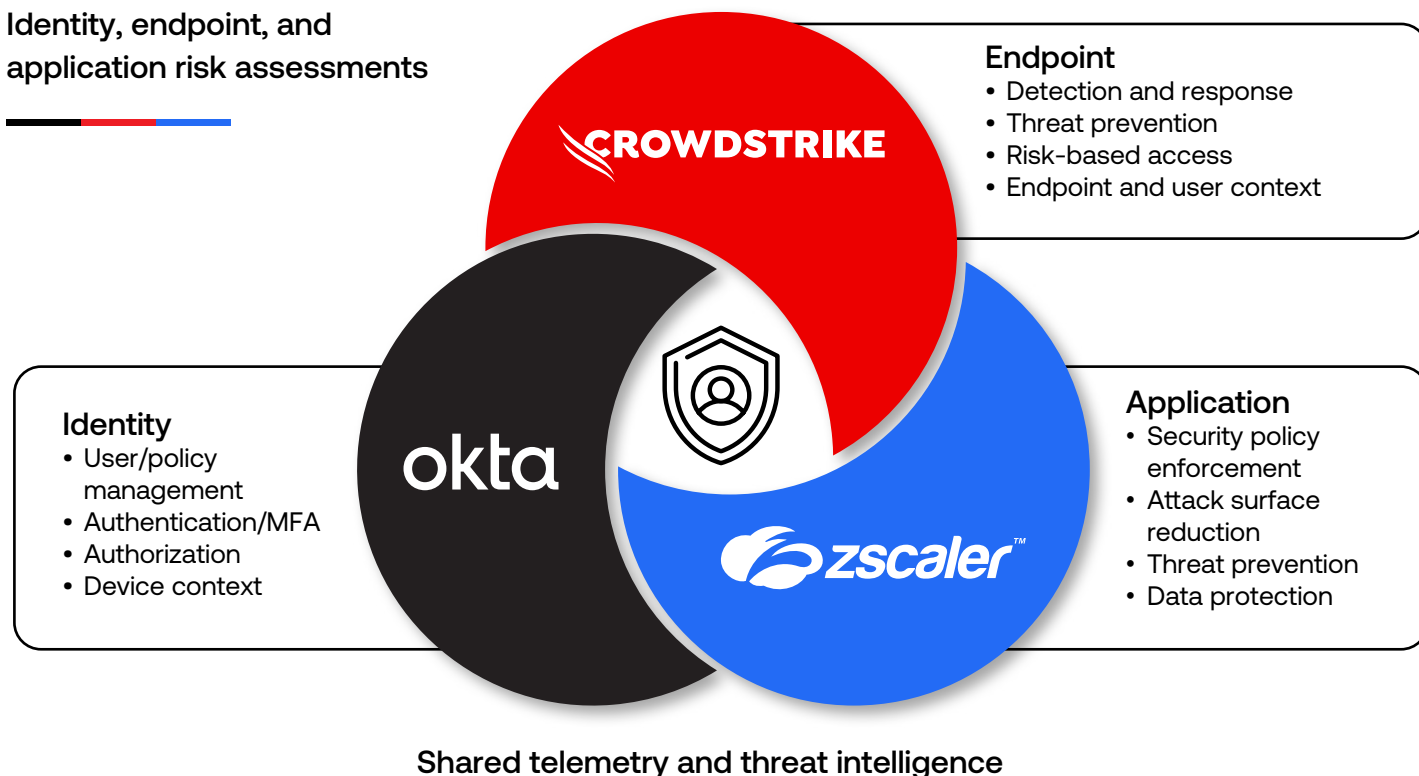 Identity, endpoint, and
application risk assessments
CROWDSTRIKE
Endpoint
• Detection and response
• Threat prevention
• Risk-based access
• Endpoint and user context
Identity
• User/policy
management
• Authentication/MFA
• Authorization
• Device context
okta
zscaler™
Application
• Security policy
enforcement
• Attack surface
reduction
• Threat prevention
• Data protection
Shared telemetry and threat intelligence